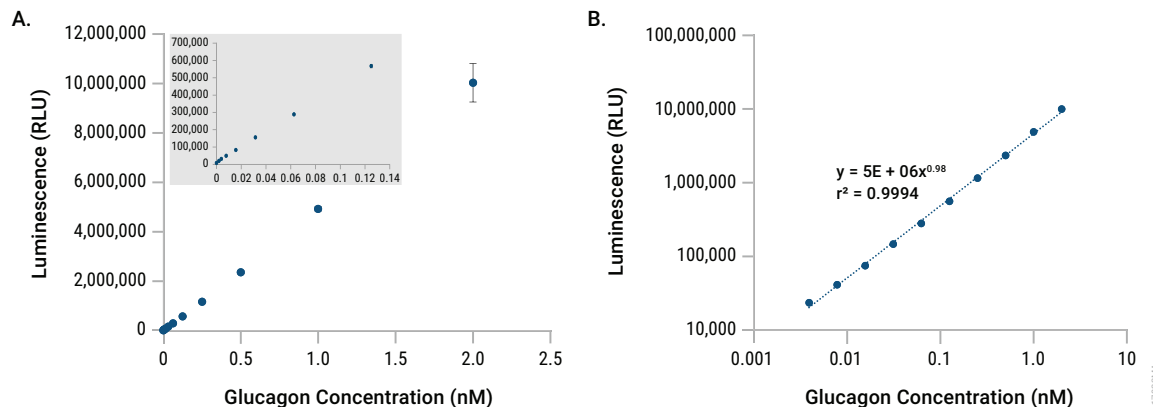 A.
12,000,000
10,000,000
8,000,000
6,000,000
4,000,000
2,000,000
0
Luminescence (RLU)
700,000
600,000
500,000
400,000
300,000
200,000
100,000
0
0 0.02 0.04 0.06 0.08 0.1 0.12 0.14
0 0.5 1.0 1.5 2.0 2.5
Glucagon Concentration (nM)
B.
100,000,000
10,000,000
1,000,000
100,000
10,000
Luminescence (RLU)
y = 5E + 06x^0.98
r² = 0.9994
0.001 0.01 0.1 1.0 10
Glucagon Concentration (nM)